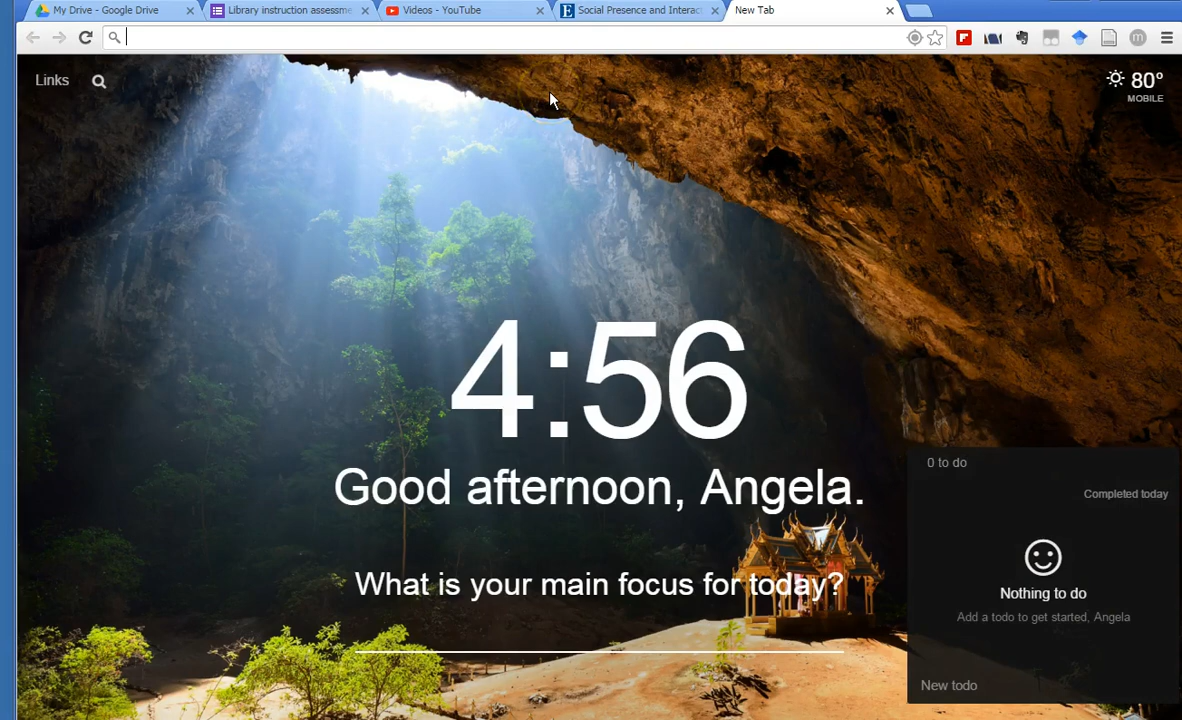 My Drive - Google Drive
Library instruction assessme
Videos - YouTube
Social Presence and Interac
New Tab
Links
80°
MOBILE
4:56
Good afternoon, Angela.
What is your main focus for today?
0 to do
Completed today
Nothing to do
Add a todo to get started, Angela
New todo